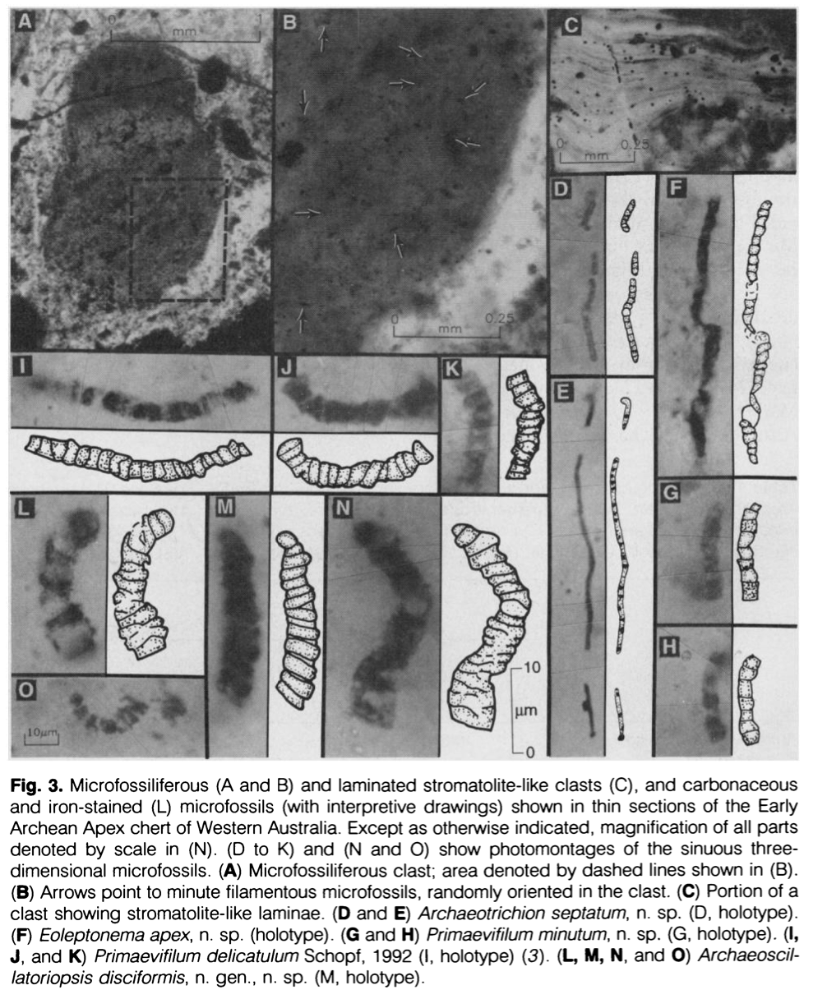 A
0 1
mm
B
0 0.25
mm
C
0 0.25
mm
D
F
E
I
J
K
G
L
M
N
H
O
10μm
10
μm
0
Fig. 3. Microfossiliferous (A and B) and laminated stromatolite-like clasts (C), and carbonaceous
and iron-stained (L) microfossils (with interpretive drawings) shown in thin sections of the Early
Archean Apex chert of Western Australia. Except as otherwise indicated, magnification of all parts
denoted by scale in (N). (D to K) and (N and O) show photomontages of the sinuous three-
dimensional microfossils. (A) Microfossiliferous clast; area denoted by dashed lines shown in (B).
(B) Arrows point to minute filamentous microfossils, randomly oriented in the clast. (C) Portion of a
clast showing stromatolite-like laminae. (D and E) Archaeotrichion septatum, n. sp. (D, holotype).
(F) Eoleptonema apex, n. sp. (holotype). (G and H) Primaevifilum minutum, n. sp. (G, holotype). (I,
J, and K) Primaevifilum delicatulum Schopf, 1992 (I, holotype) (3). (L, M, N, and O) Archaeoscil-
latoriopsis disciformis, n. gen., n. sp. (M, holotype).